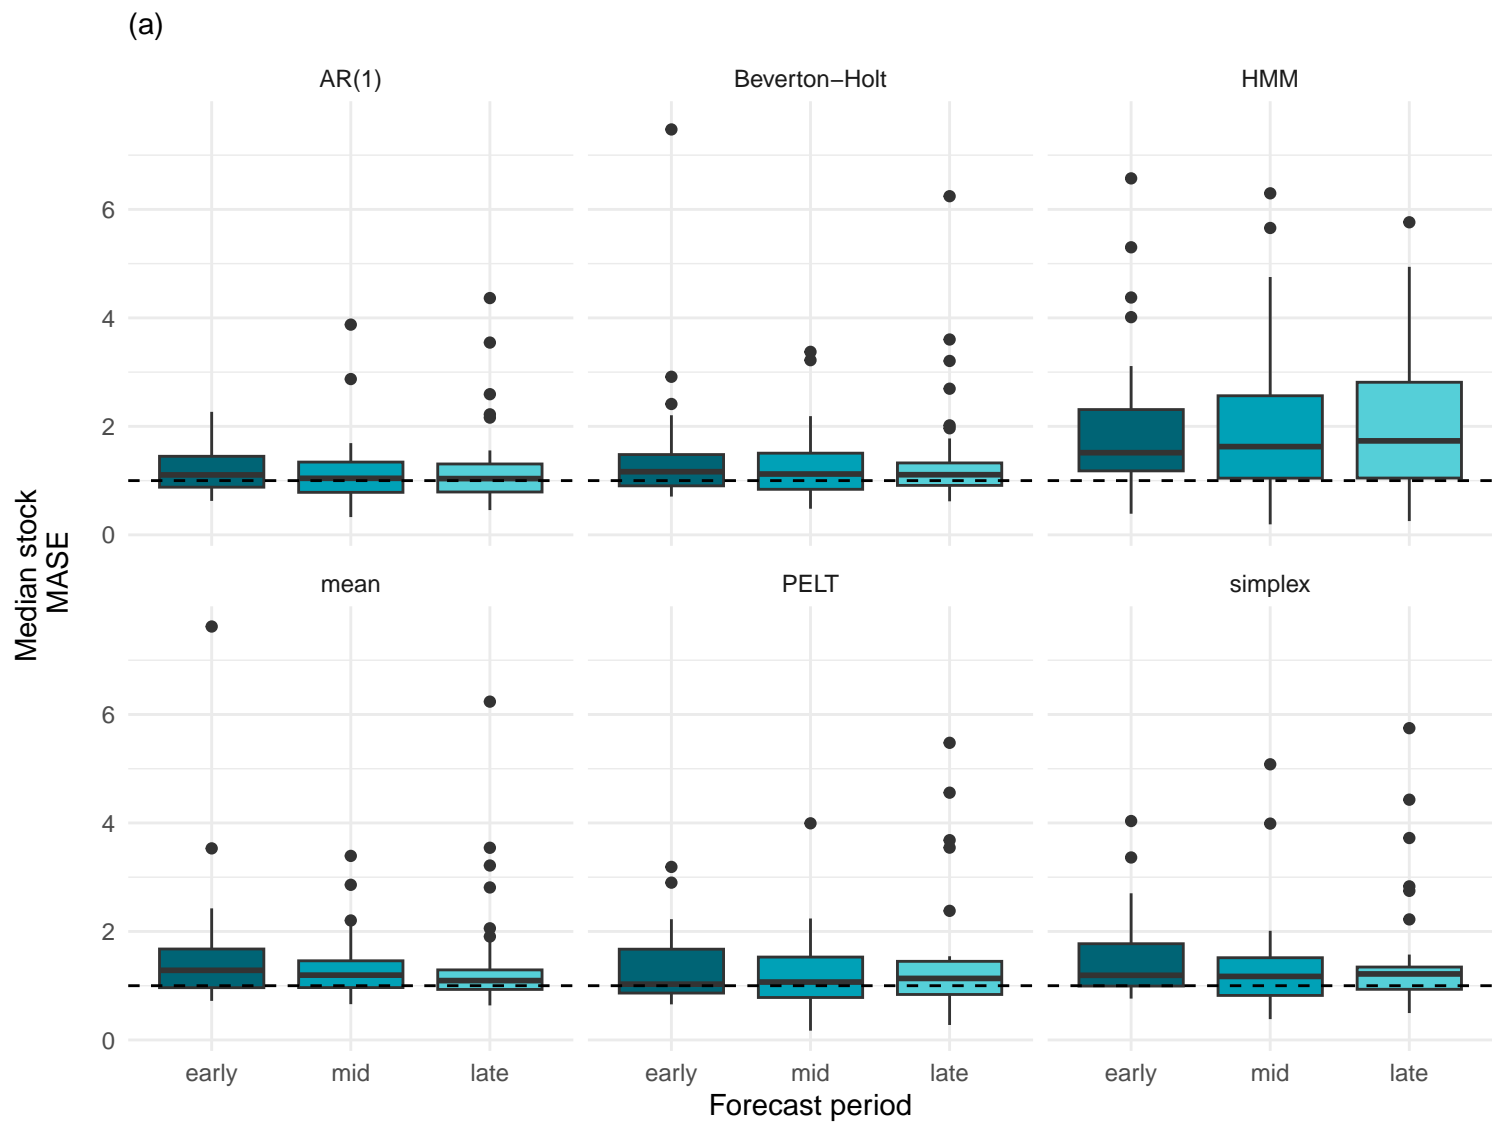 (a)
AR(1)
Beverton−Holt
HMM
6
4
2
0
Median stock
MASE
mean
PELT
simplex
6
4
2
0
early
mid
late
early
mid
late
early
mid
late
Forecast period